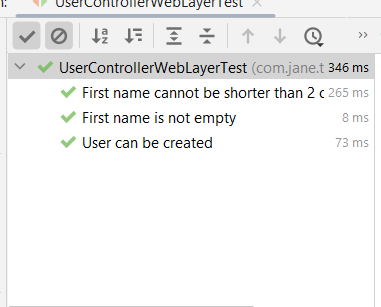 UserControllerWebLayerTest
UserControllerWebLayerTest (com.jane.t 346 ms
First name cannot be shorter than 2 c 265 ms
First name is not empty 8 ms
User can be created 73 ms